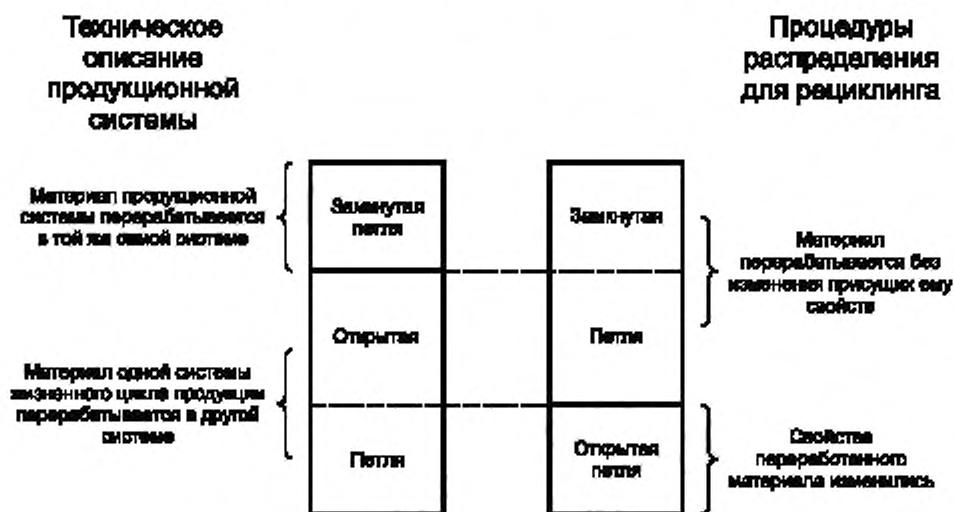 Техническое
описание
продукционной
системы
Процедуры
распределения
для рециклинга
Материал продукционной
системы перерабатывается
в той же самой системе
Замкнутая
петля
Замкнутая
Материал
перерабатывается без
изменения присущих ему
свойств
Открытая
Петля
Материал одной системы
жизненного цикла продукции
перерабатывается в другой
системе
Петля
Открытая
петля
Свойства
переработанного
материала изменились